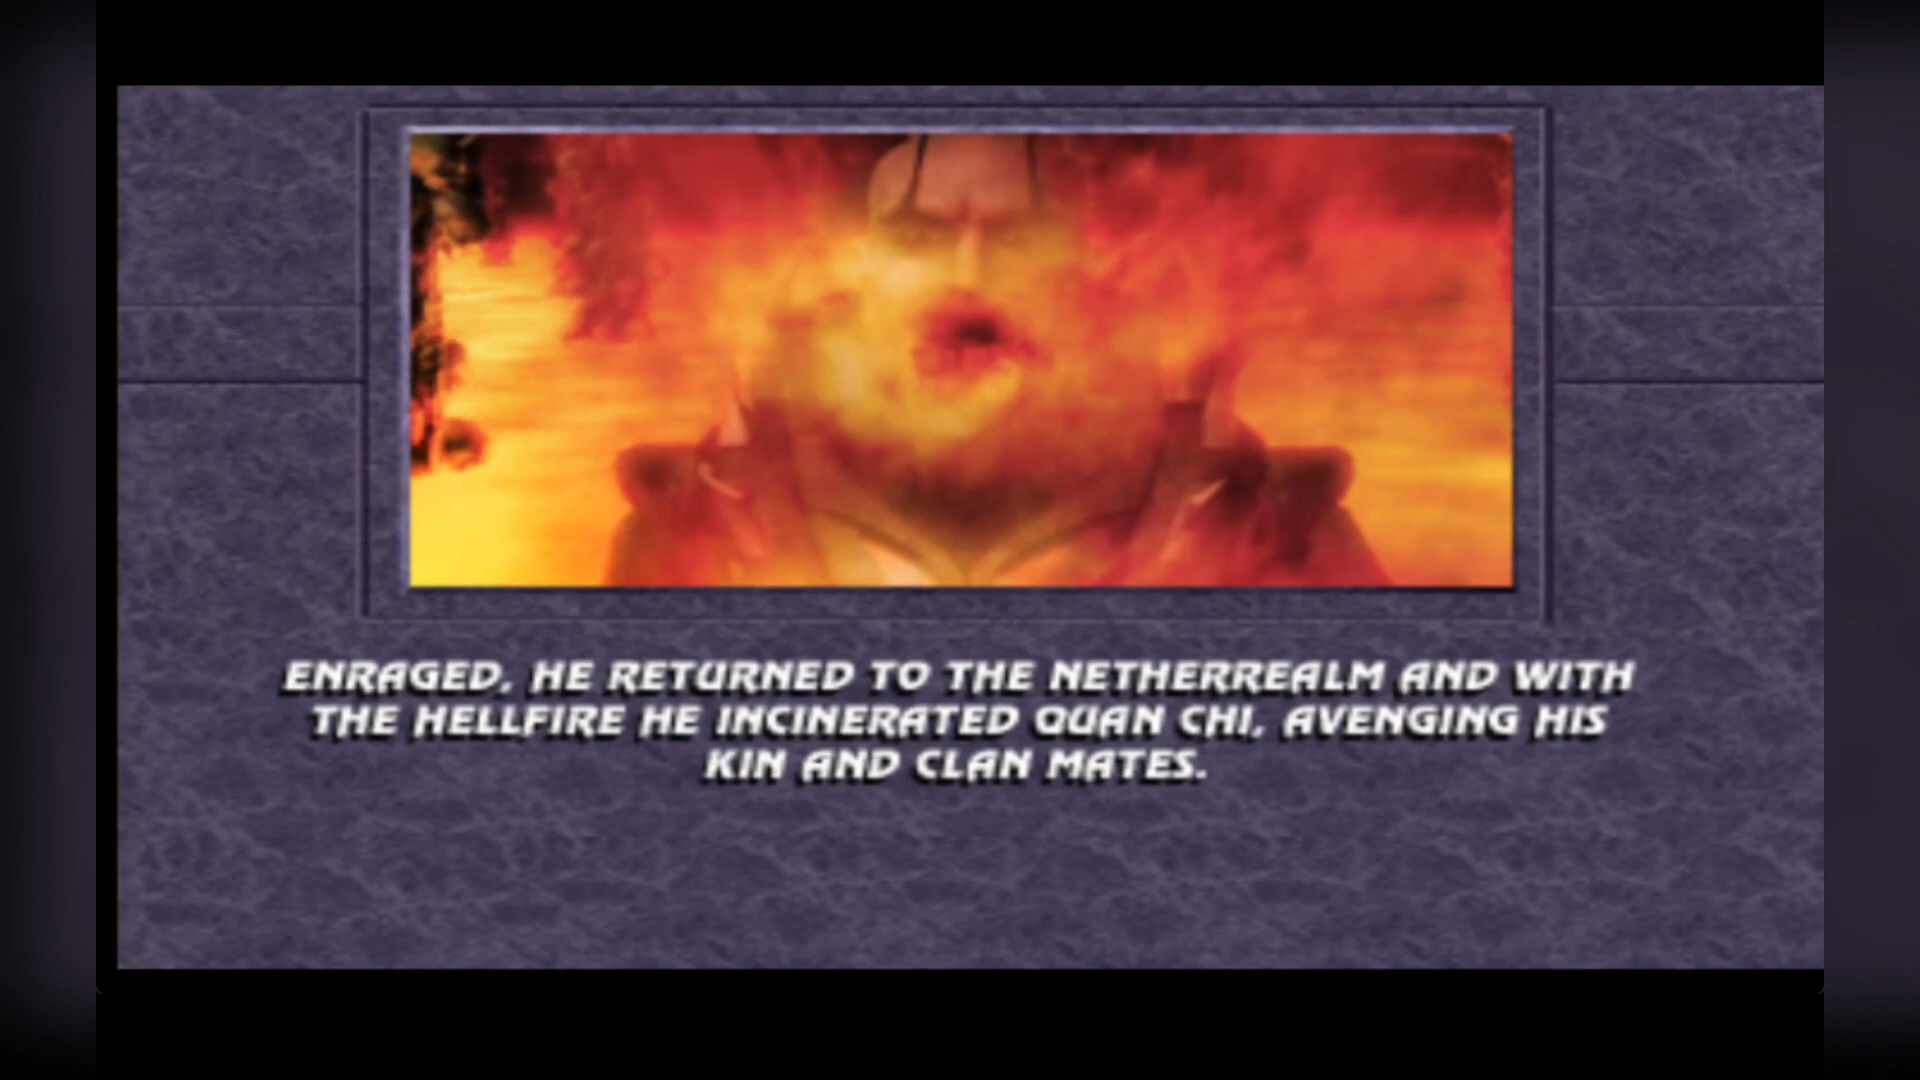 ENRAGED, HE RETURNED TO THE NETHERREALM AND WITH
THE HELLFIRE HE INCINERATED QUAN CHI, AVENGING HIS
KIN AND CLAN MATES.